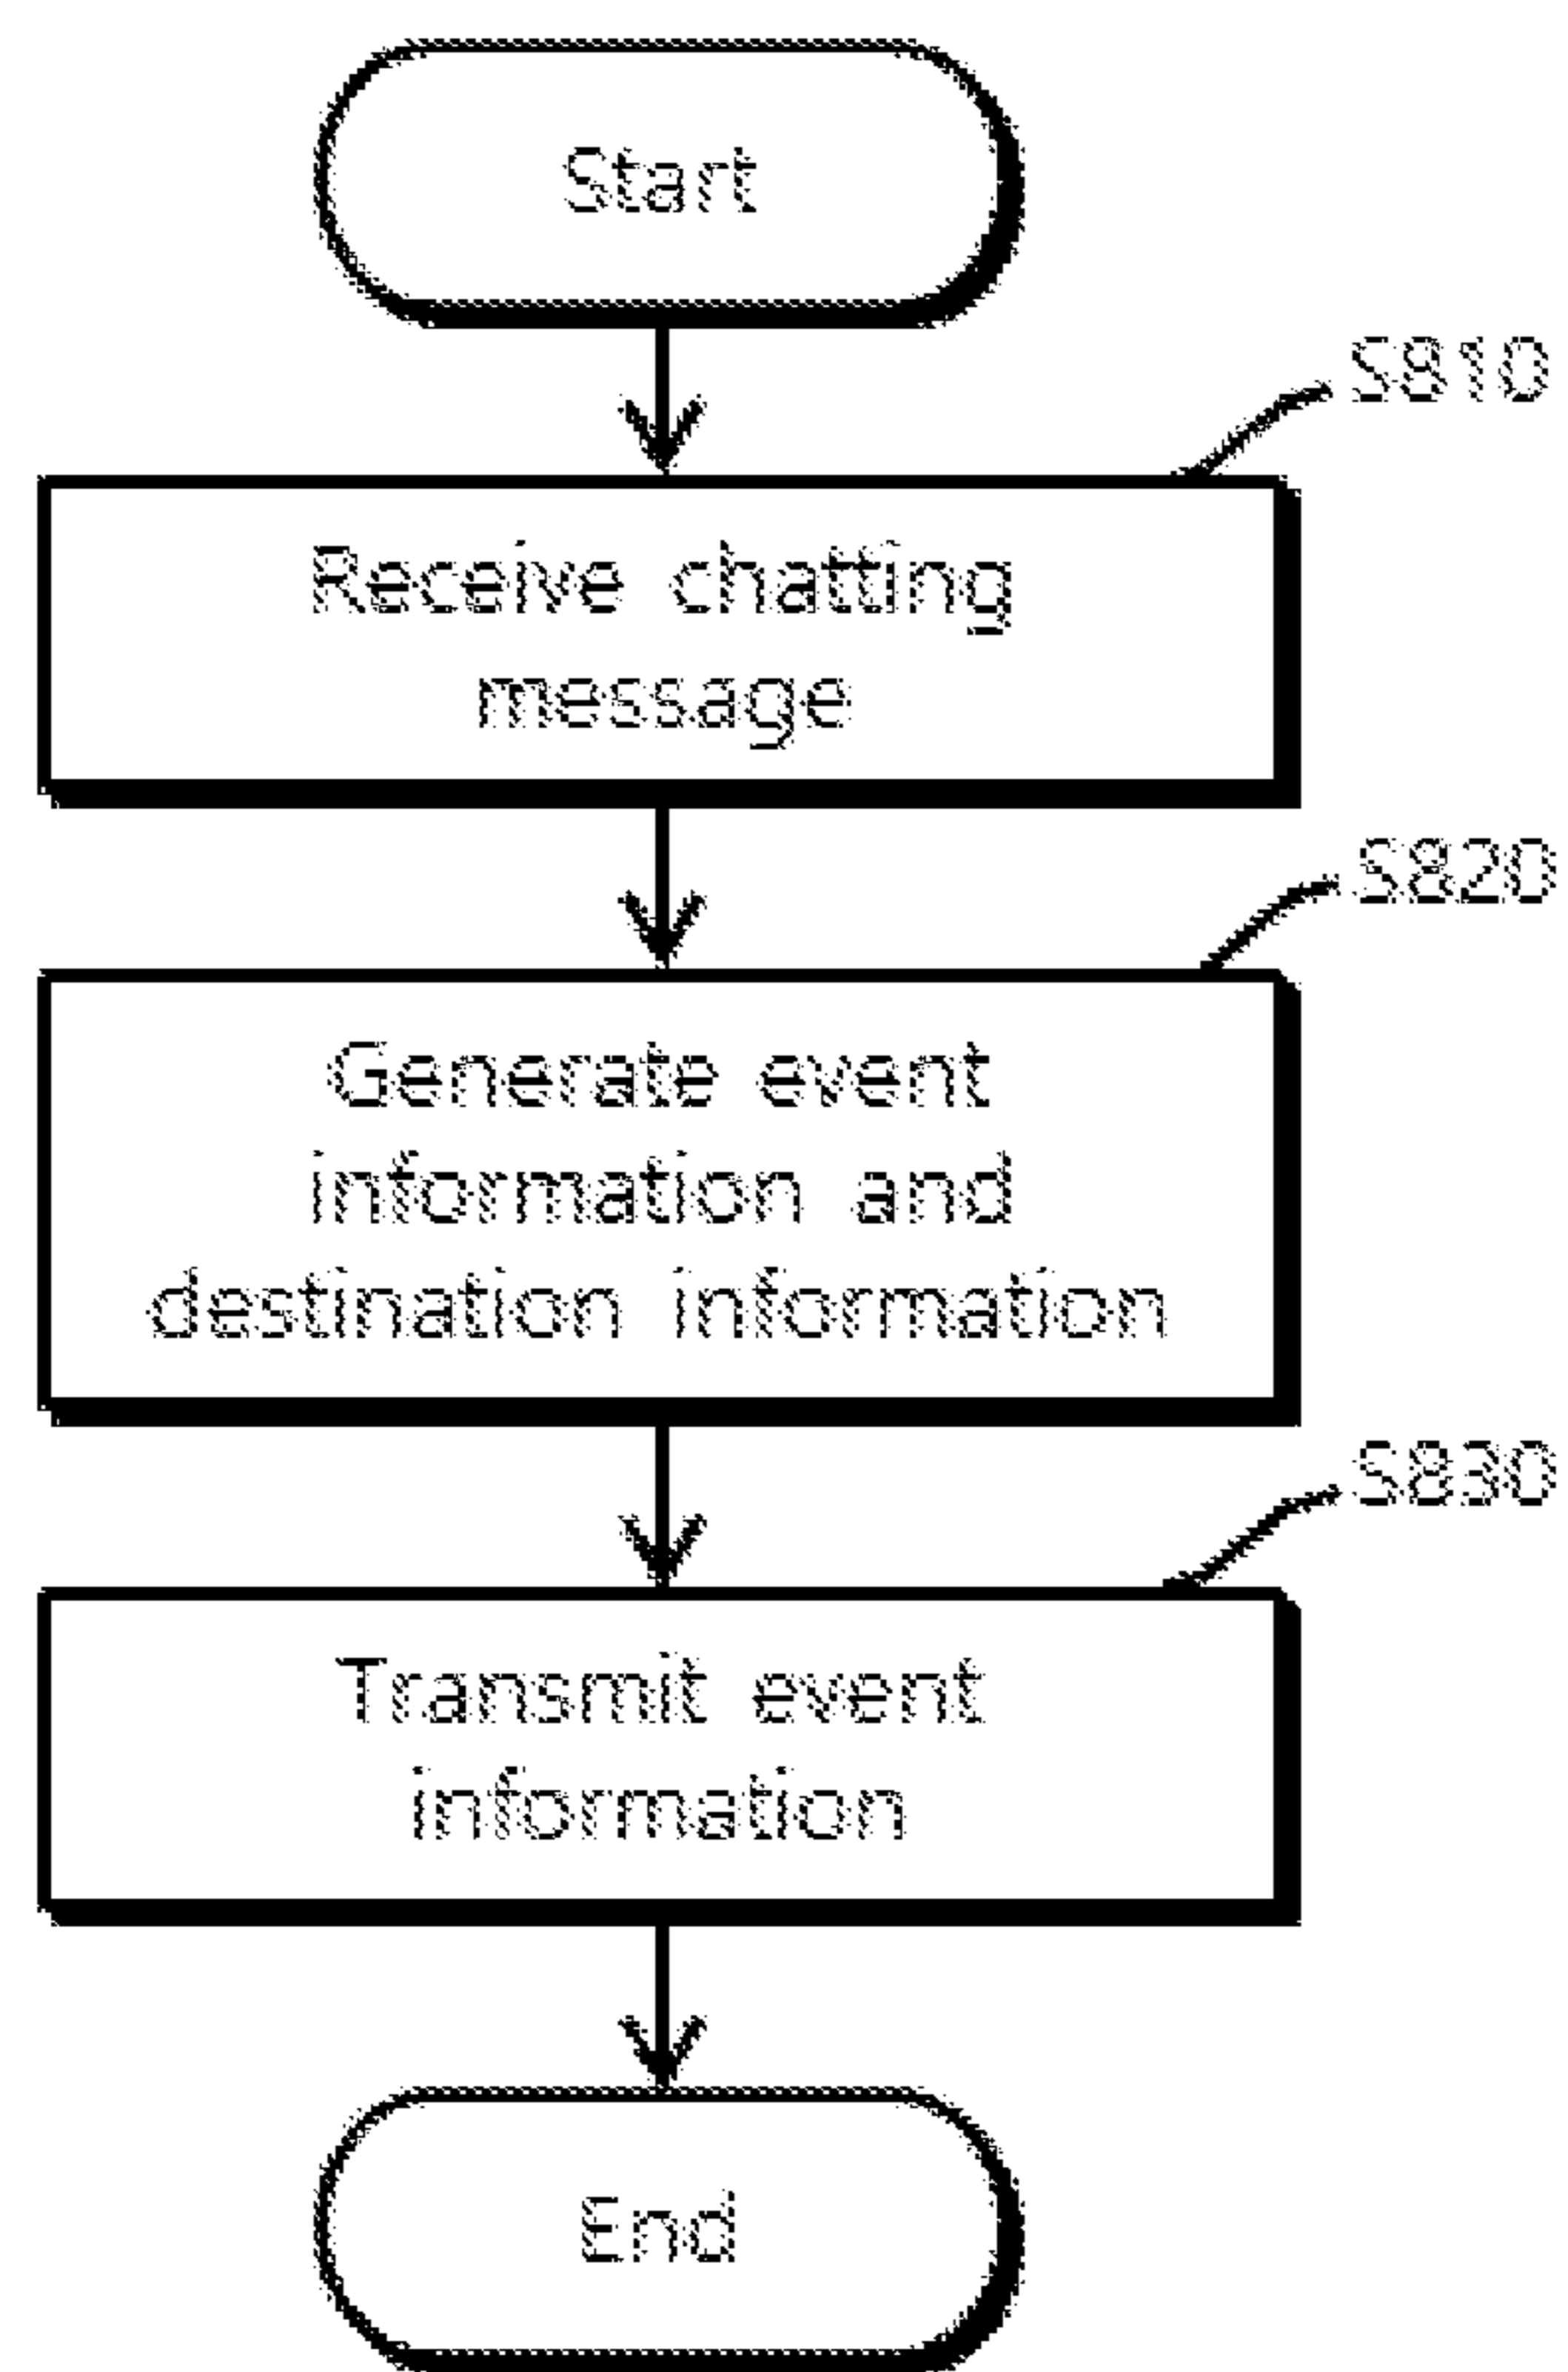 Start
S810
Receive chatting
message
S820
Generate event
information and
destination information
S830
Transmit event
information
End